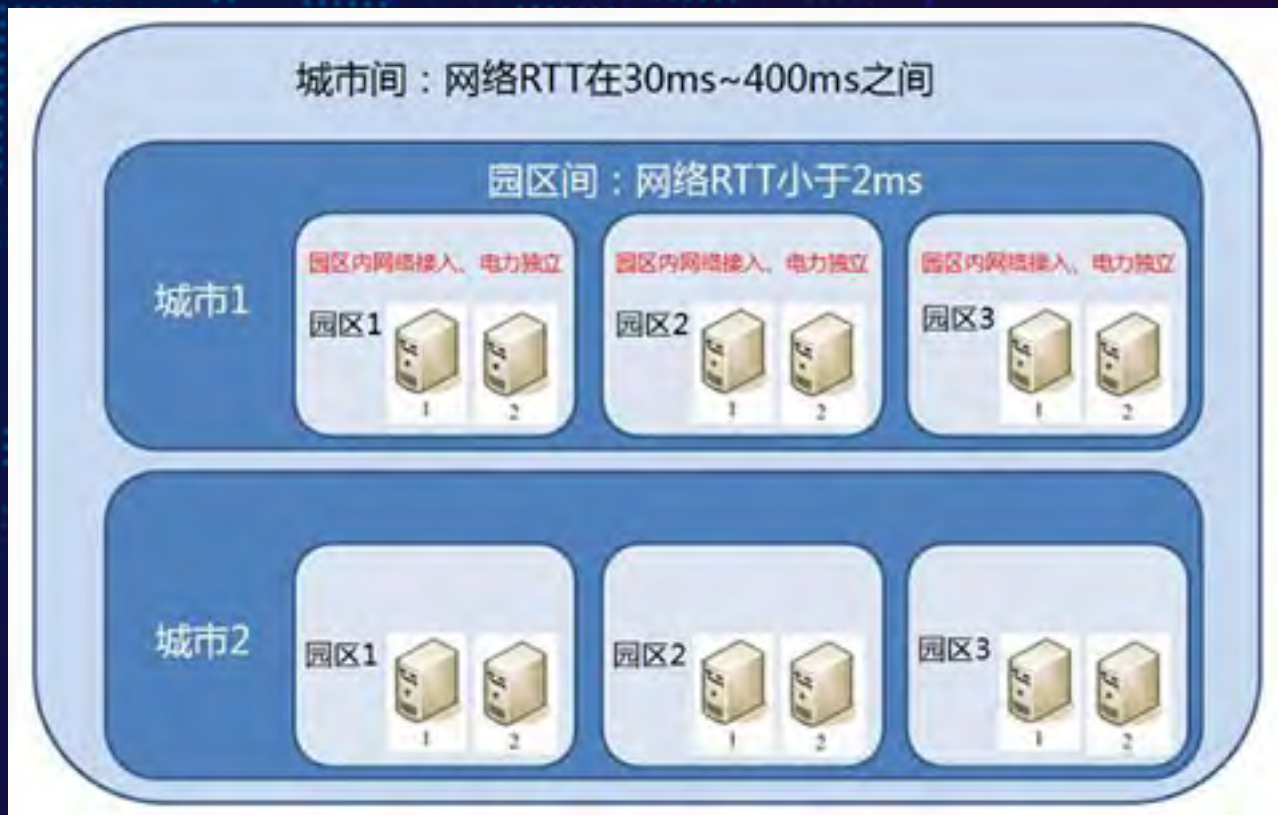 城市间：网络RTT在30ms~400ms之间
园区间：网络RTT小于2ms
城市1
园区内网络接入、电力独立
园区1
1
2
园区内网络接入、电力独立
园区2
1
2
园区内网络接入、电力独立
园区3
1
2
城市2
园区1
1
2
园区2
1
2
园区3
1
2